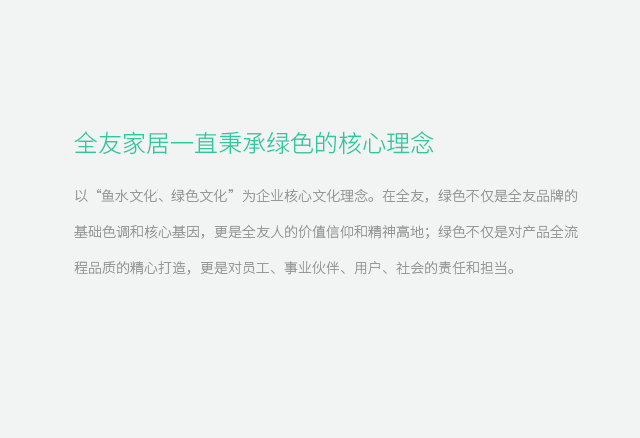 全友家居一直秉承绿色的核心理念
以“鱼水文化、绿色文化”为企业核心文化理念。在全友，绿色不仅是全友品牌的
基础色调和核心基因，更是全友人的价值信仰和精神高地；绿色不仅是对产品全流
程品质的精心打造，更是对员工、事业伙伴、用户、社会的责任和担当。